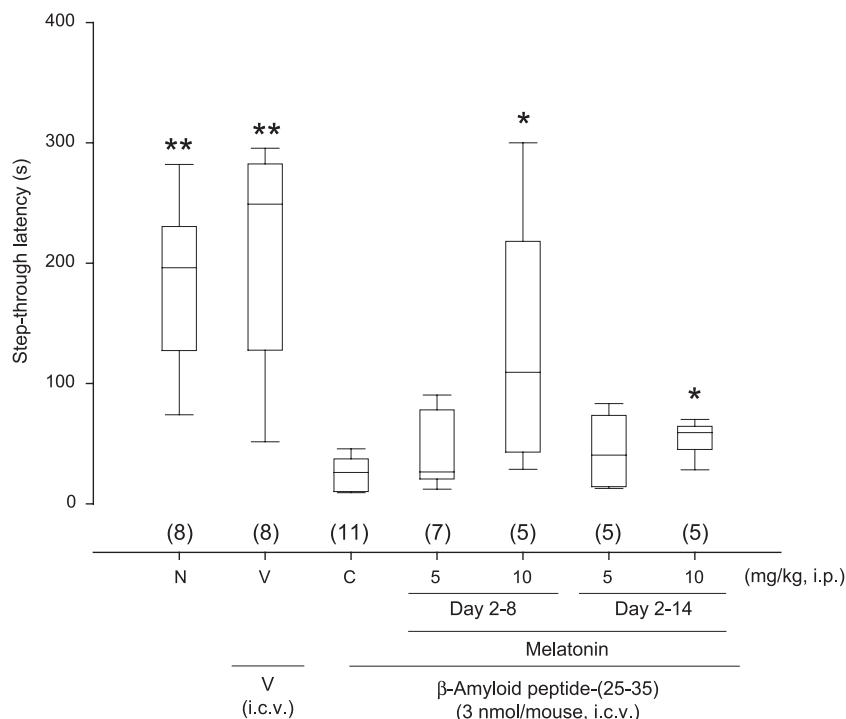 400
300
200
100
0
Step-through latency (s)
** ** * *
(8) (8) (11) (7) (5) (5) (5)
N V C 5 10 5 10 (mg/kg, i.p.)
Day 2-8 Day 2-14
Melatonin
V β-Amyloid peptide-(25-35)
(i.c.v.) (3 nmol/mouse, i.c.v.)